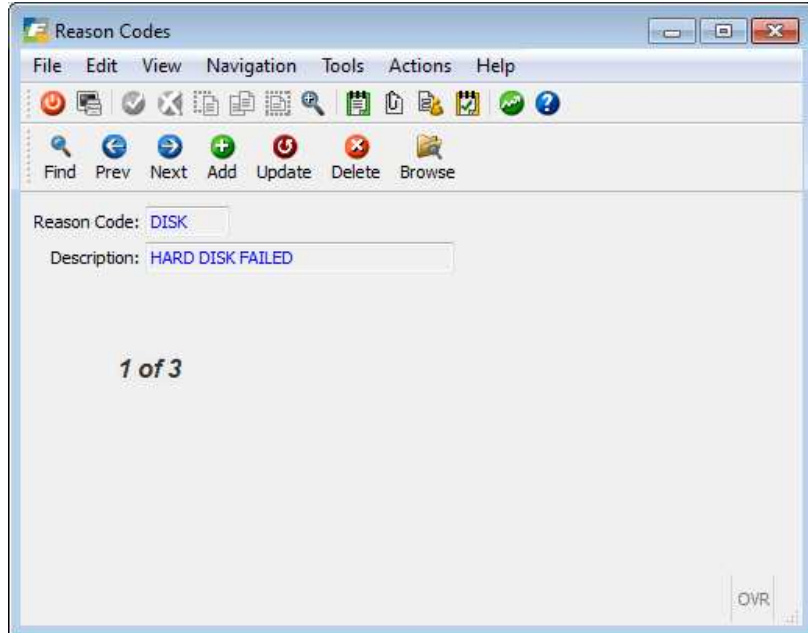 Reason Codes
File Edit View Navigation Tools Actions Help
Find Prev Next Add Update Delete Browse
Reason Code: DISK
Description: HARD DISK FAILED
1 of 3
OVR